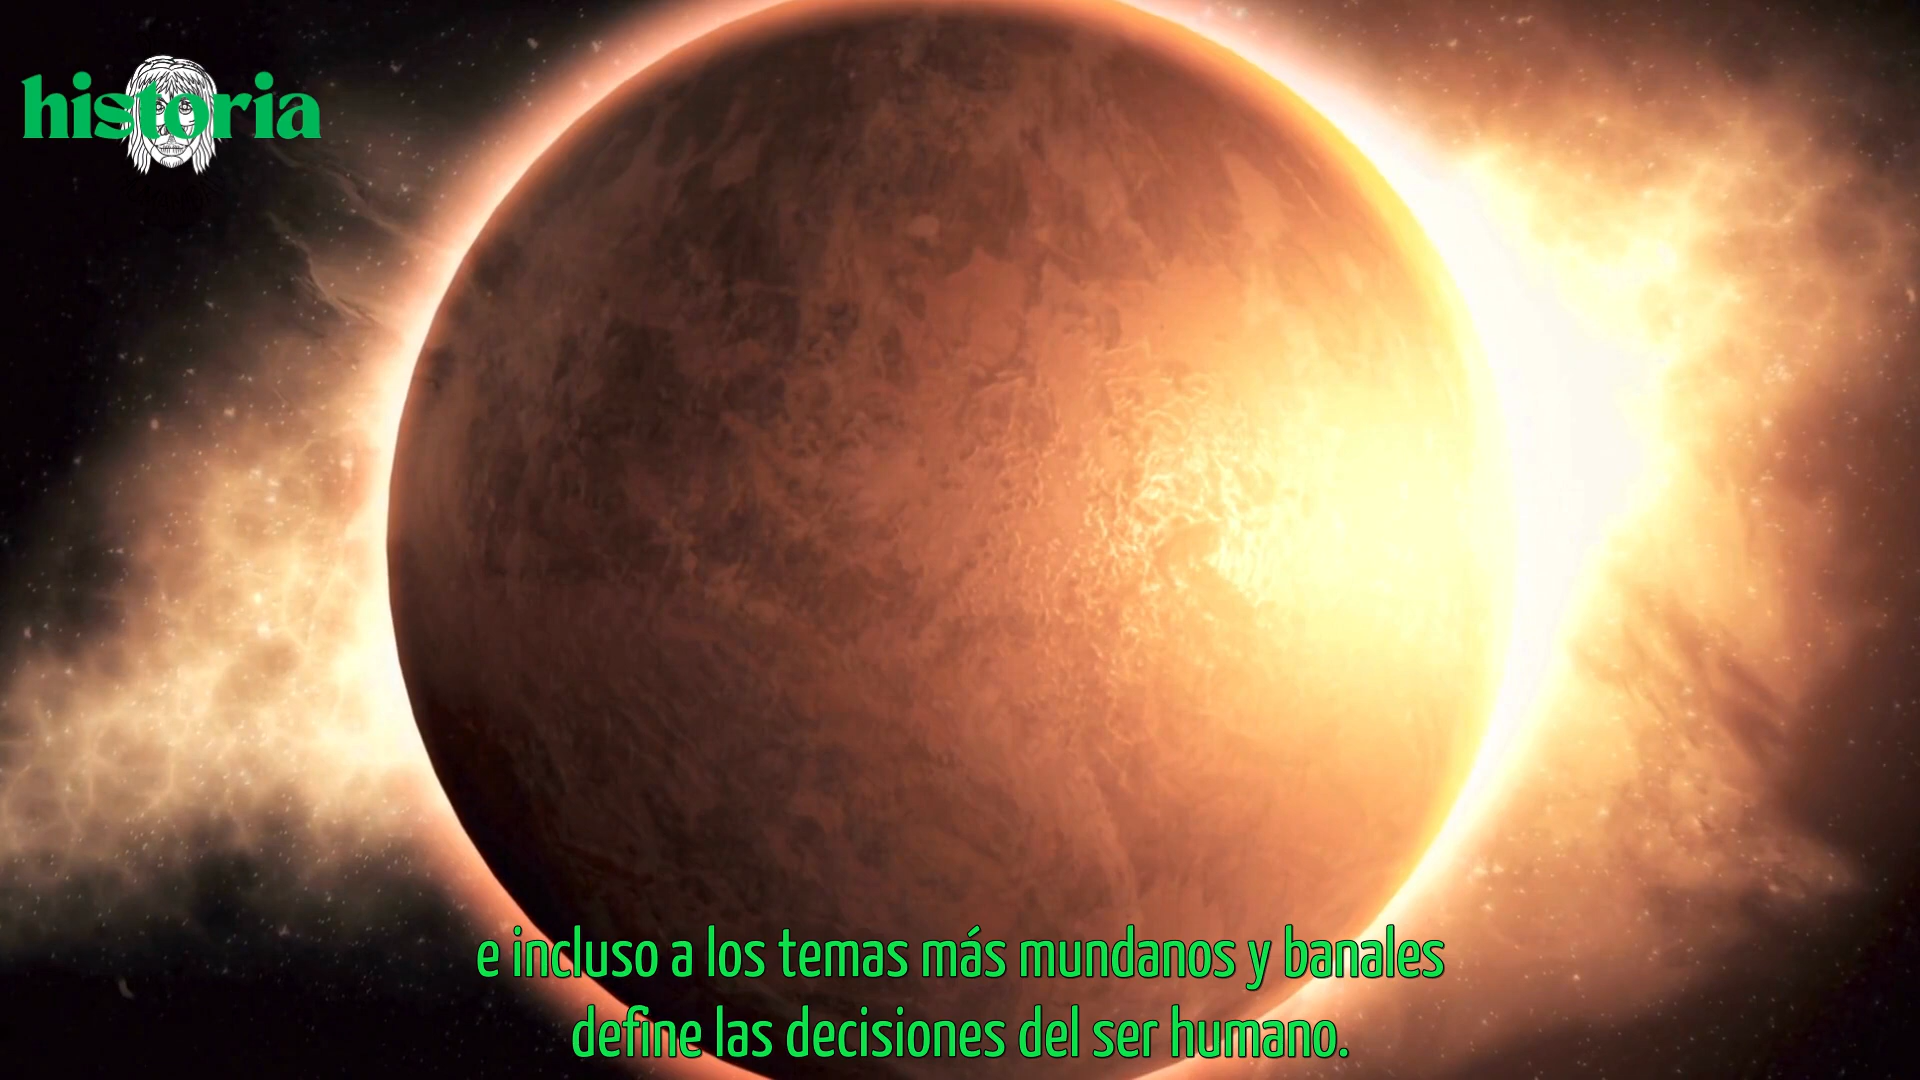 historia
e incluso a los temas más mundanos y banales
define las decisiones del ser humano.